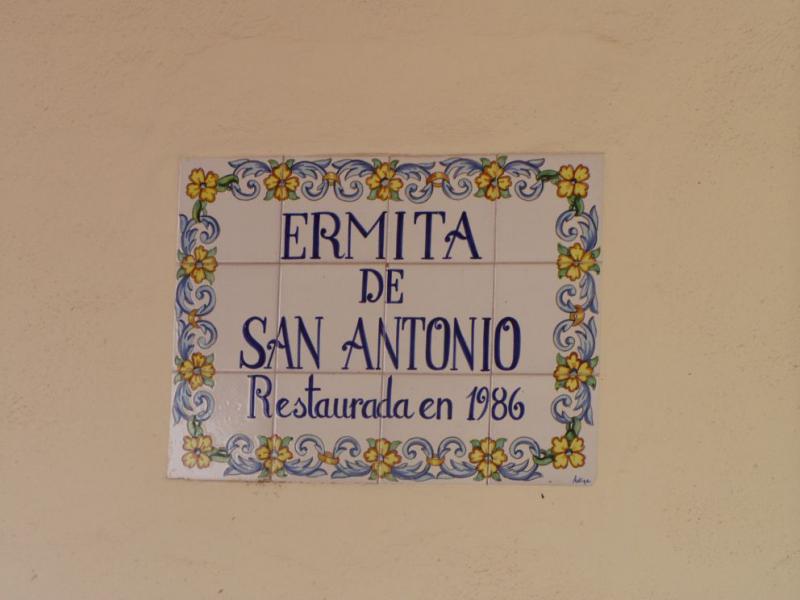 ERMITA
DE
SAN ANTONIO
Restaurada en 1986